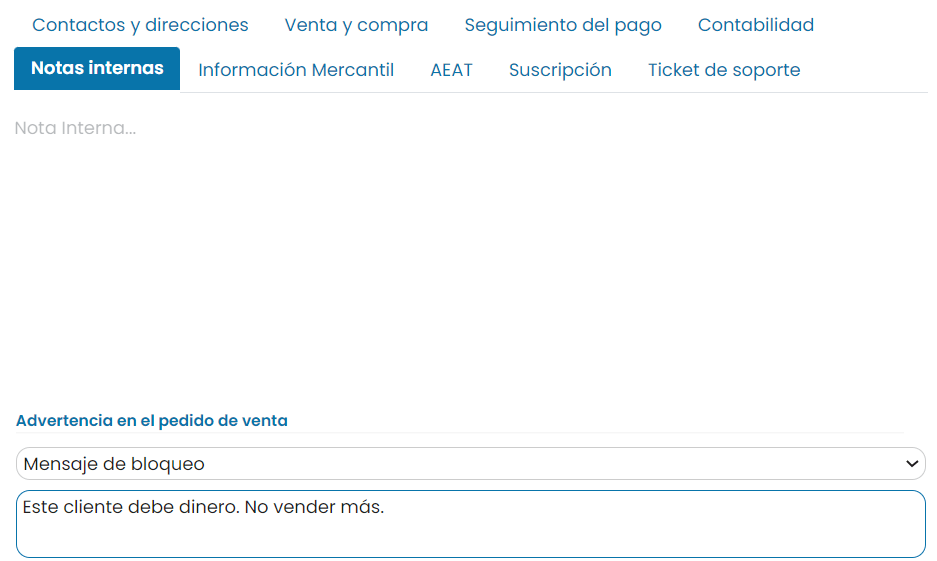 Contactos y direcciones Venta y compra Seguimiento del pago Contabilidad
Notas internas Información Mercantil AEAT Suscripción Ticket de soporte
Nota Interna...
Advertencia en el pedido de venta
Mensaje de bloqueo
Este cliente debe dinero. No vender más.